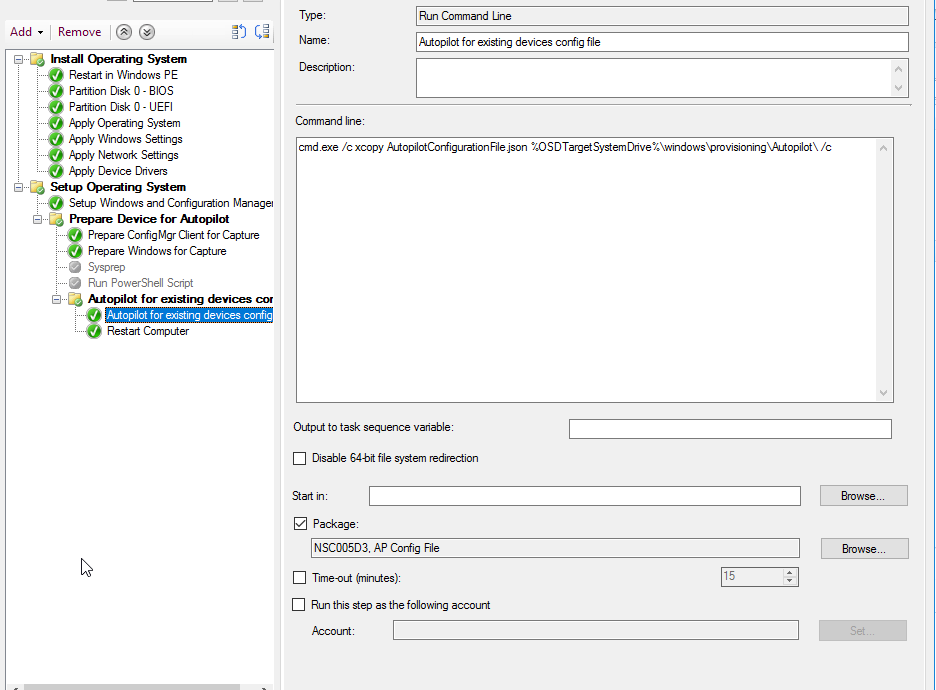 Add
Remove
Install Operating System
Restart in Windows PE
Partition Disk 0 - BIOS
Partition Disk 0 - UEFI
Apply Operating System
Apply Windows Settings
Apply Network Settings
Apply Device Drivers
Setup Operating System
Setup Windows and Configuration Manager
Prepare Device for Autopilot
Prepare ConfigMgr Client for Capture
Prepare Windows for Capture
Sysprep
Run PowerShell Script
Autopilot for existing devices cor
Autopilot for existing devices config
Restart Computer
Type:
Run Command Line
Name:
Autopilot for existing devices config file
Description:
Command line:
cmd.exe /c xcopy AutopilotConfigurationFile.json %OSDTargetSystemDrive%\windows\provisioning\Autopilot\ /c
Output to task sequence variable:
Disable 64-bit file system redirection
Start in:
Browse...
Package:
NSC005D3, AP Config File
Browse...
Time-out (minutes):
15
Run this step as the following account
Account:
Set...